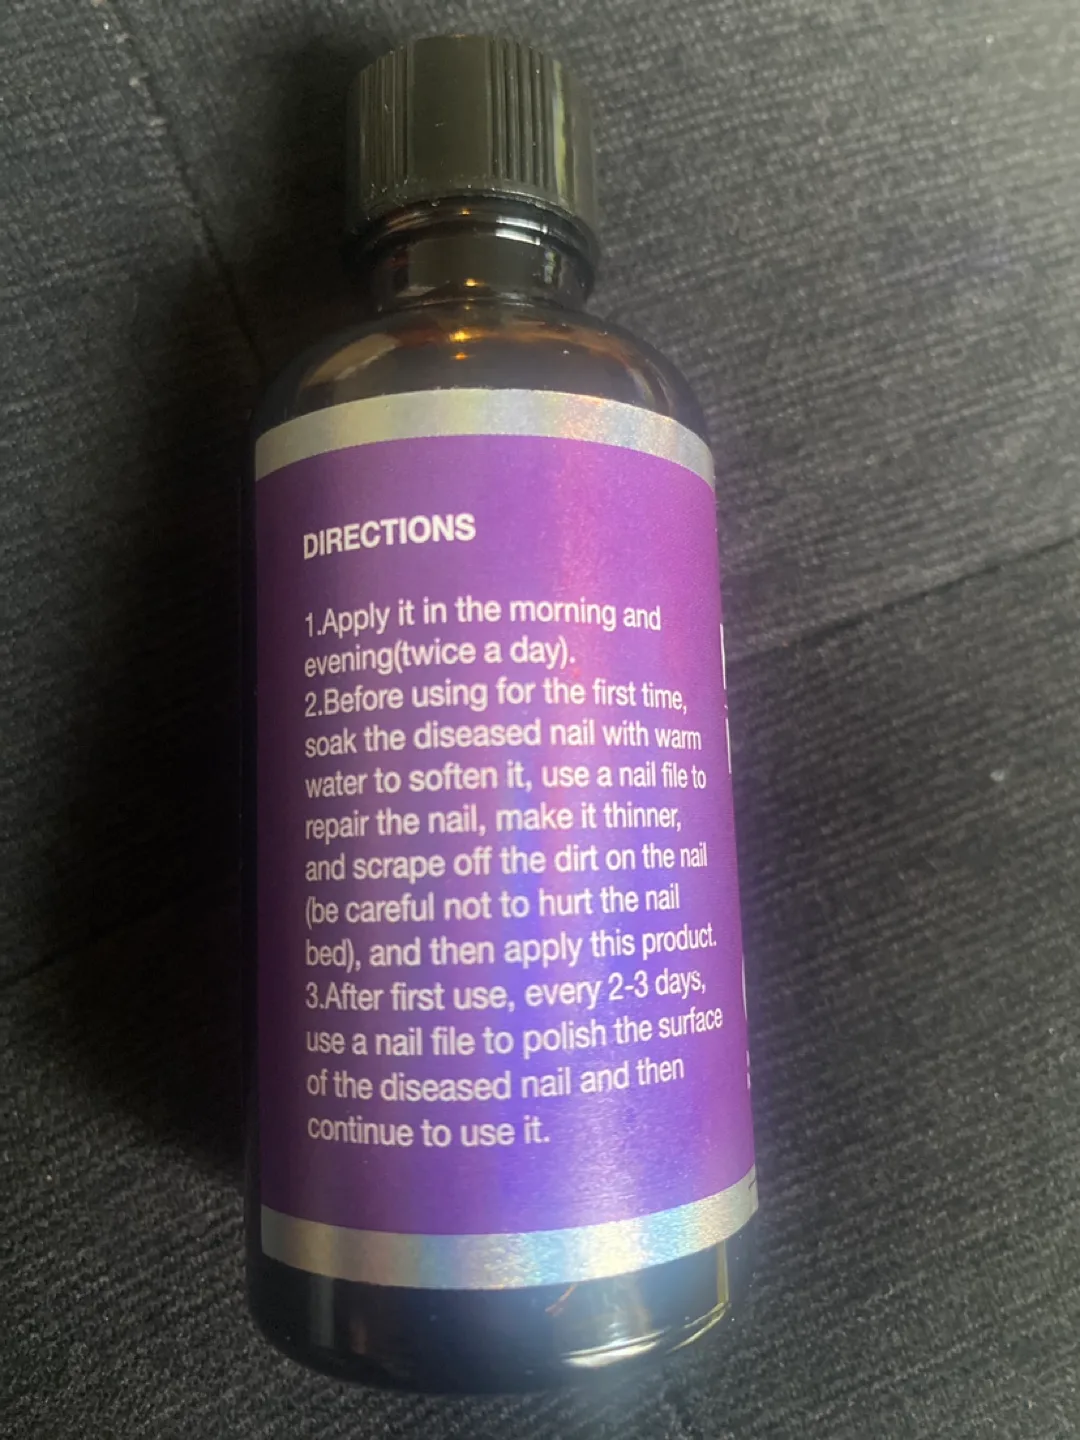 DIRECTIONS
1.Apply it in the morning and
evening(twice a day).
2.Before using for the first time,
soak the diseased nail with warm
water to soften it, use a nail file to
repair the nail, make it thinner,
and scrape off the dirt on the nail
(be careful not to hurt the nail
bed), and then apply this product.
3.After first use, every 2-3 days,
use a nail file to polish the surface
of the diseased nail and then
continue to use it.